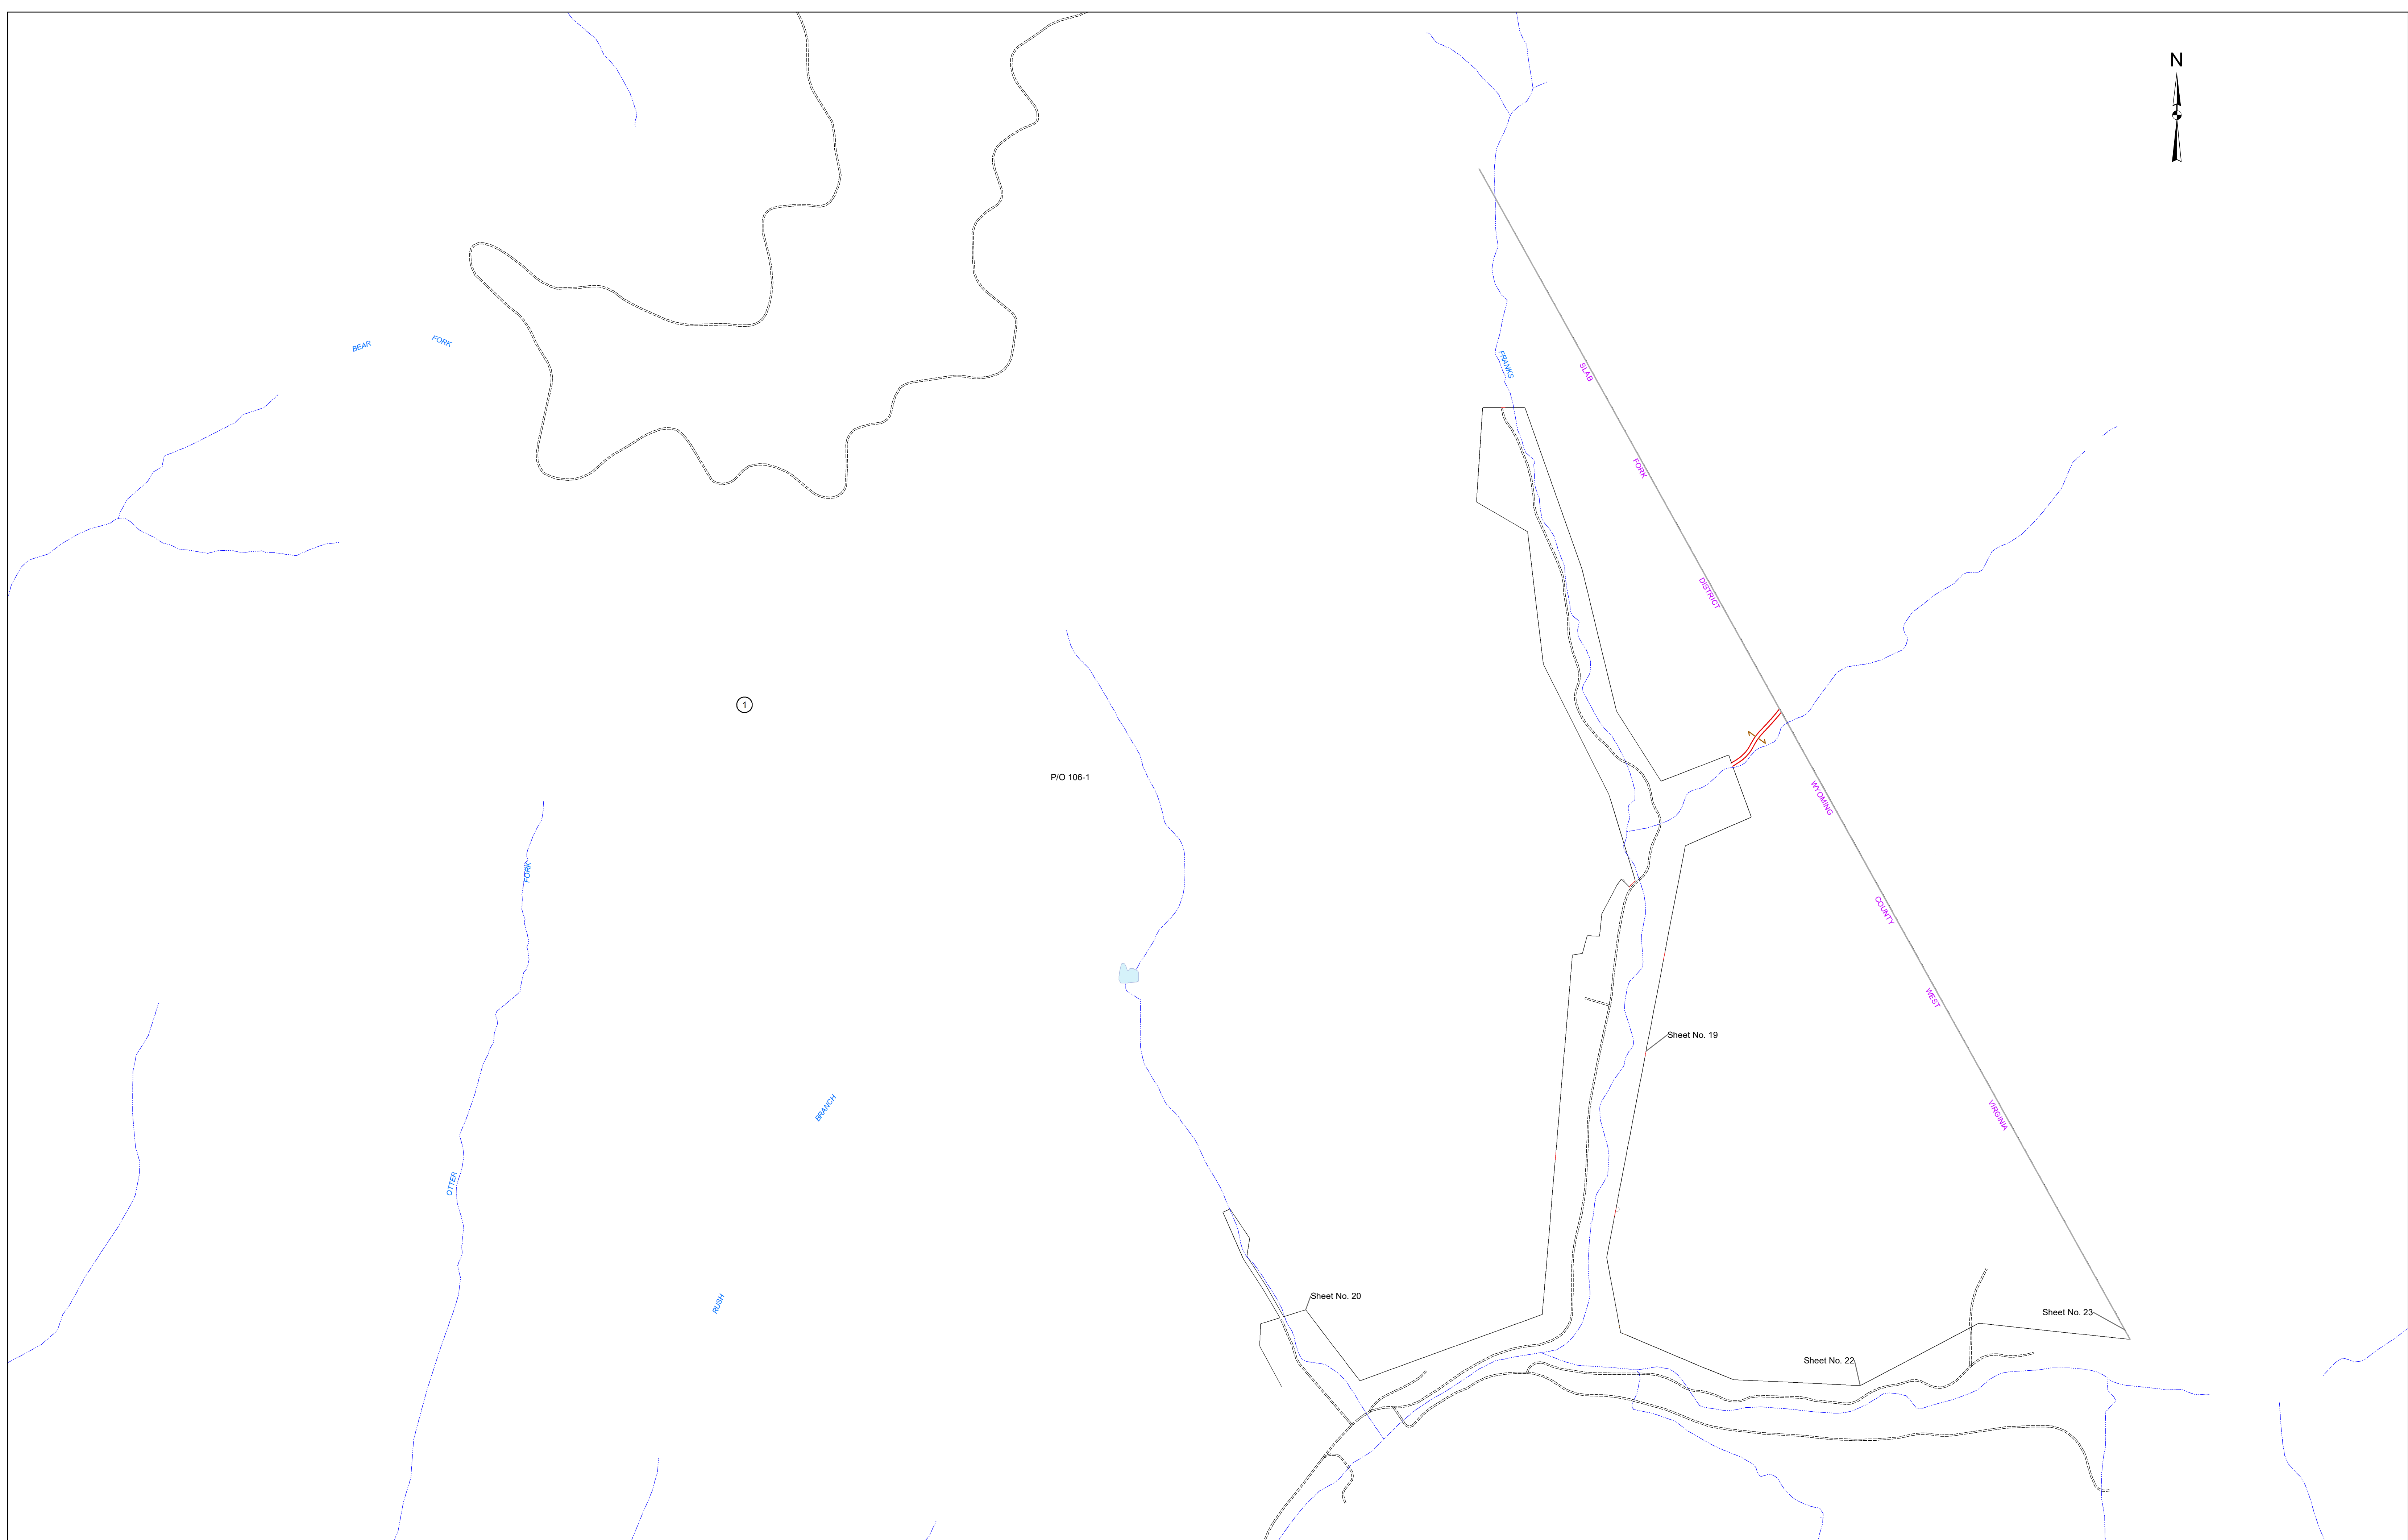 N
BEAR FORK
FRANKS
SLAB FORK DISTRICT WYOMING COUNTY WEST VIRGINIA
1
P/O 106-1
OTTER FORK
RUSH BRANCH
Sheet No. 19
Sheet No. 20
Sheet No. 23
Sheet No. 22